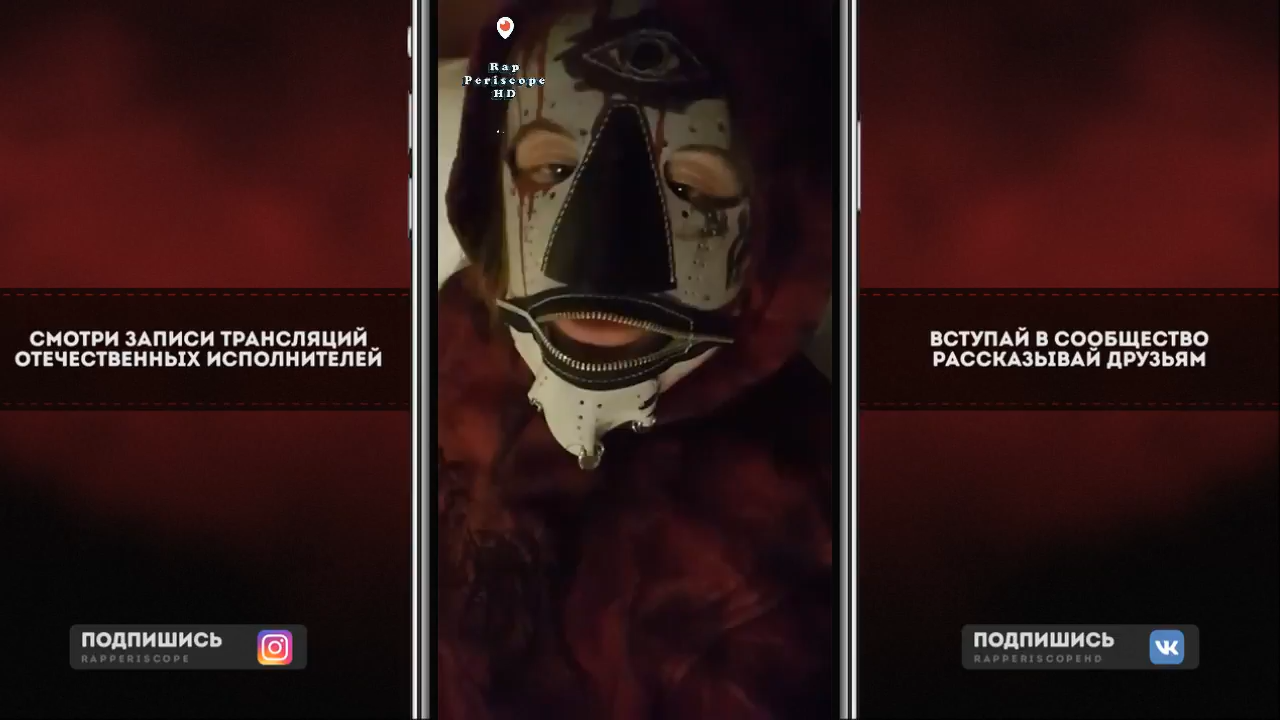 Rap
Periscope
HD
СМОТРИ ЗАПИСИ ТРАНСЛЯЦИЙ
ОТЕЧЕСТВЕННЫХ ИСПОЛНИТЕЛЕЙ
ВСТУПАЙ В СООБЩЕСТВО
РАССКАЗЫВАЙ ДРУЗЬЯМ
ПОДПИШИСЬ
RAPPERISCOPE
ПОДПИШИСЬ
RAPPERISCOPEHD